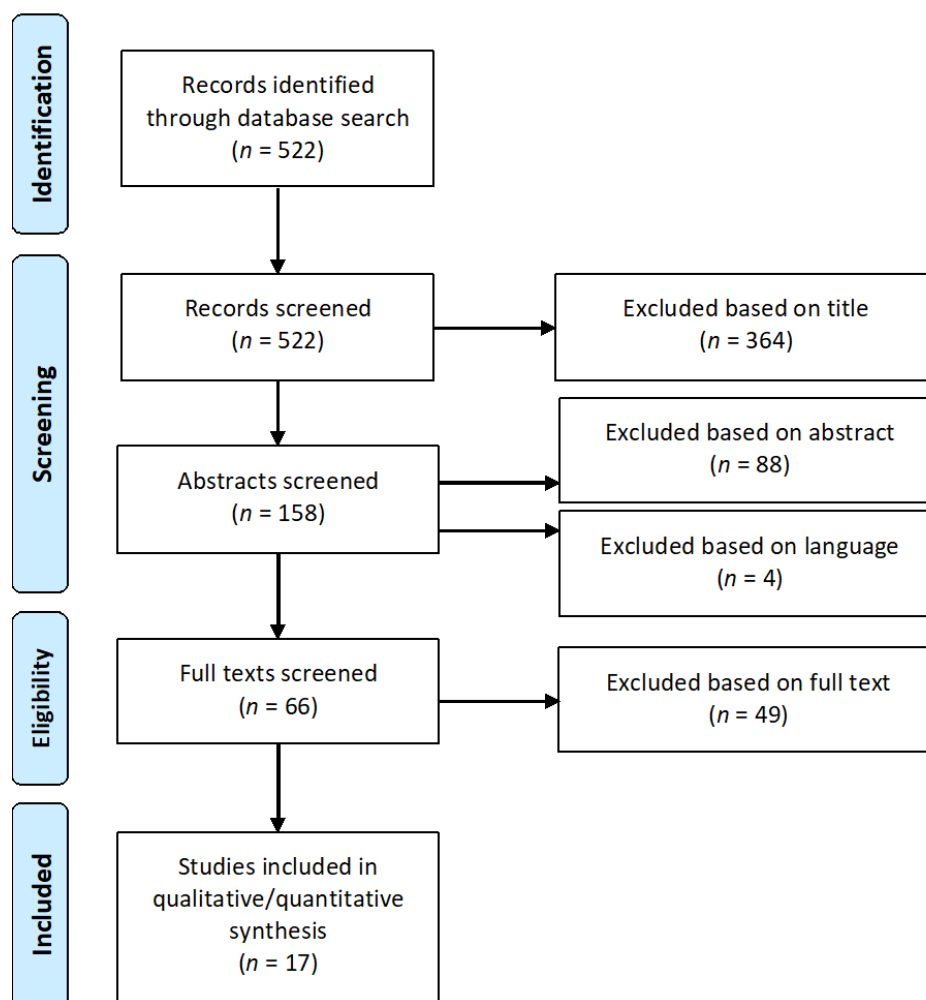 Identification
Records identified
through database search
(n = 522)
Screening
Records screened
(n = 522)
Excluded based on title
(n = 364)
Abstracts screened
(n = 158)
Excluded based on abstract
(n = 88)
Excluded based on language
(n = 4)
Eligibility
Full texts screened
(n = 66)
Excluded based on full text
(n = 49)
Included
Studies included in
qualitative/quantitative
synthesis
(n = 17)